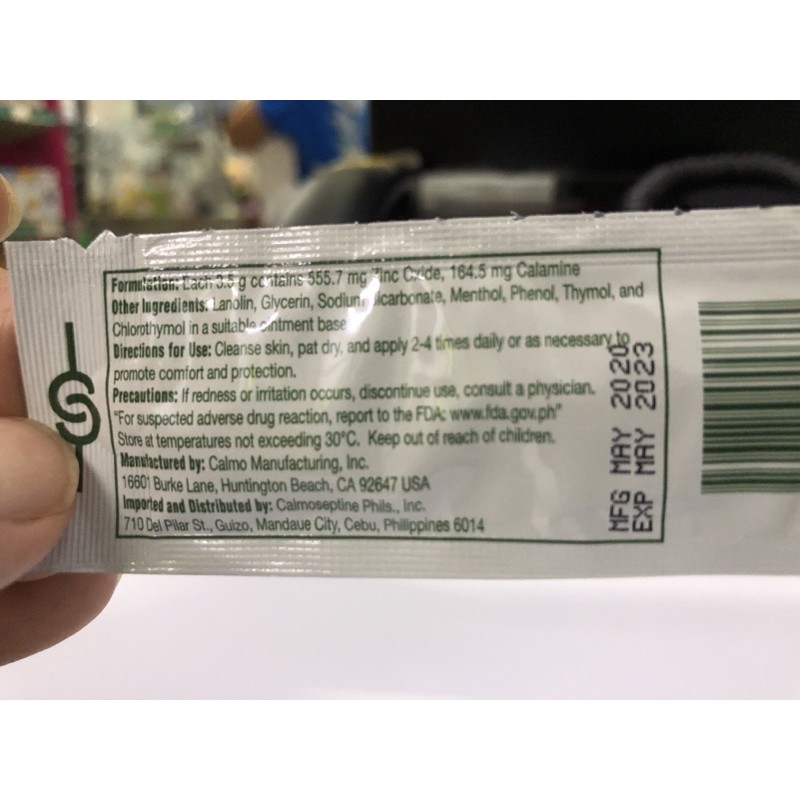 Formulation: Each 3.5 g contains 555.7 mg Zinc Oxide, 164.5 mg Calamine
Other Ingredients: Lanolin, Glycerin, Sodium Bicarbonate, Menthol, Phenol, Thymol, and
Chlorothymol in a suitable ointment base
Directions for Use: Cleanse skin, pat dry, and apply 2-4 times daily or as necessary to
promote comfort and protection.
Precautions: If redness or irritation occurs, discontinue use, consult a physician.
"For suspected adverse drug reaction, report to the FDA: www.fda.gov.ph"
Store at temperatures not exceeding 30°C. Keep out of reach of children.
Manufactured by: Calmo Manufacturing, Inc.
16601 Burke Lane, Huntington Beach, CA 92647 USA
Imported and Distributed by: Calmoseptine Phils., Inc.
710 Del Pilar St., Guizo, Mandaue City, Cebu, Philippines 6014
MFG MAY 2020
EXP MAY 2023